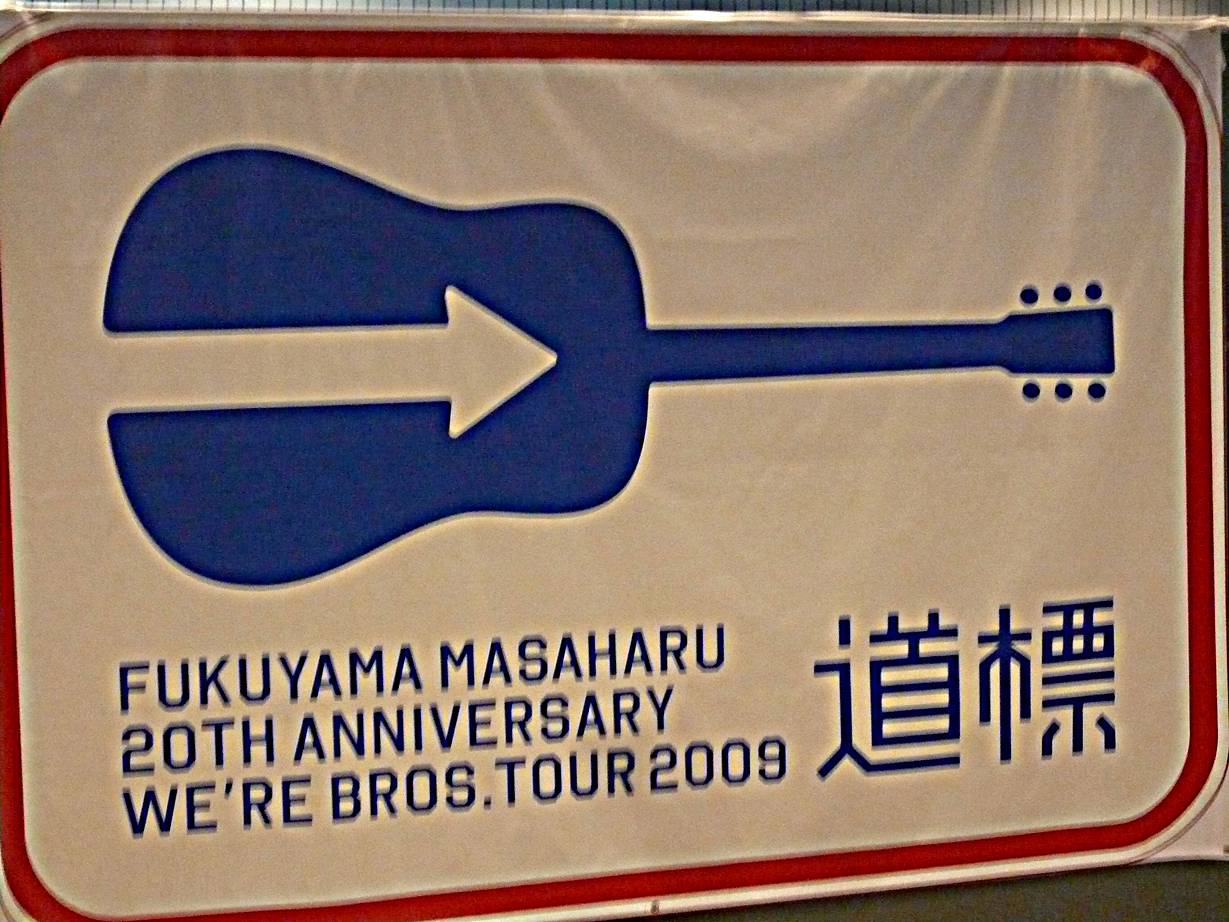 FUKUYAMA MASAHARU
20TH ANNIVERSARY
WE'RE BROS.TOUR 2009
道標